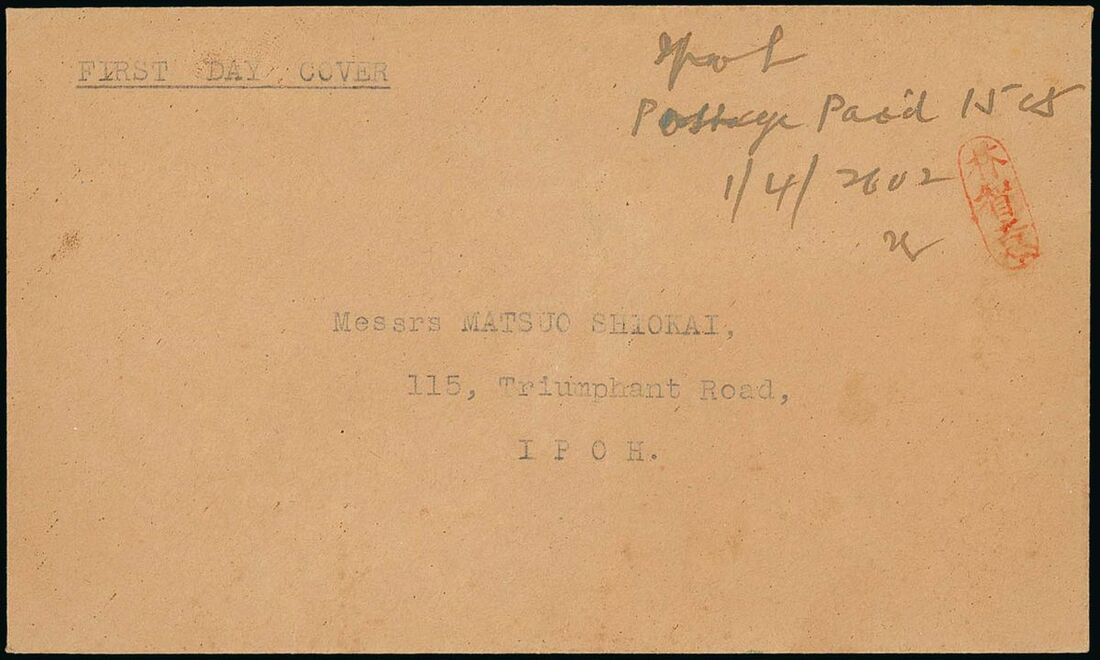 FIRST DAY COVER
Ipoh
Postage Paid 15 cts
1/4/2602
Messrs MATSUO SHIOKAI,
115, Triumphant Road,
I P O H.